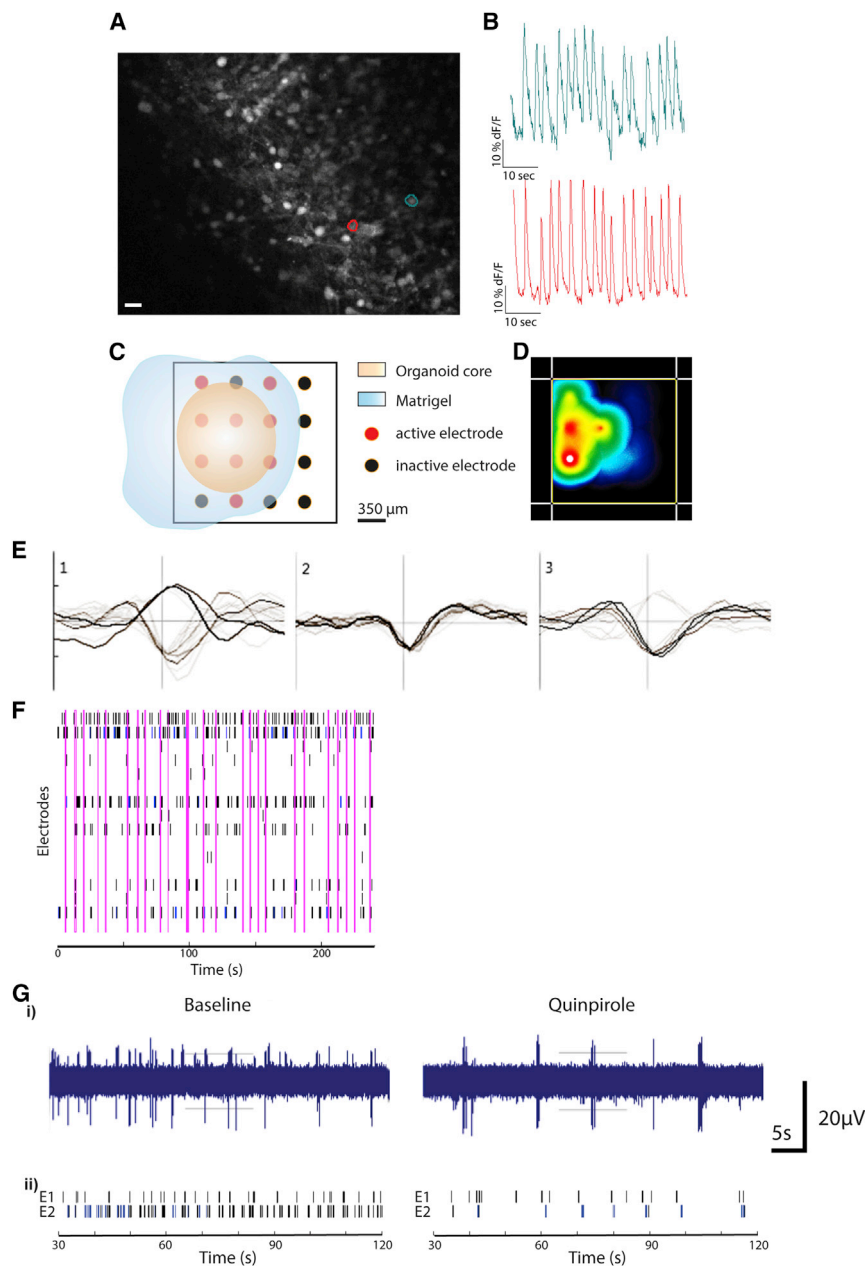 A
B
10 % dF/F
10 sec
10 % dF/F
10 sec
C
Organoid core
Matrigel
active electrode
inactive electrode
350 µm
D
E
1
2
3
F
Electrodes
0
100
200
Time (s)
G
i)
Baseline
Quinpirole
5s
20µV
ii)
E1
E2
30
60
90
120
Time (s)
E1
E2
30
60
90
120
Time (s)